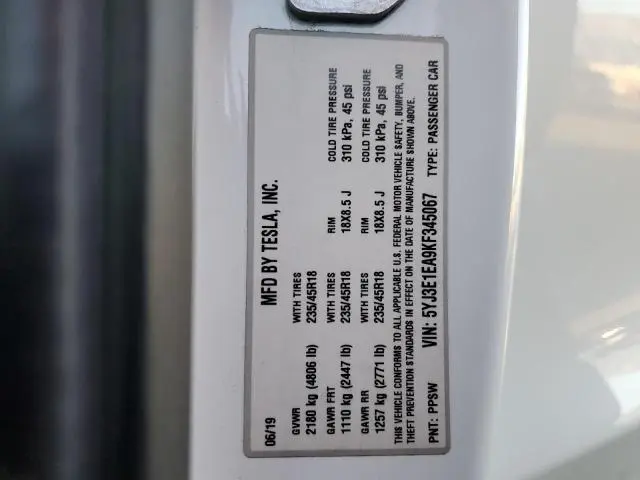 06/19 MFD BY TESLA, INC.
GVWR WITH TIRES RIM COLD TIRE PRESSURE
2180 kg (4806 lb) 235/45R18 18X8.5 J 310 kPa, 45 psi
GAWR FRT WITH TIRES RIM COLD TIRE PRESSURE
1110 kg (2447 lb) 235/45R18 18X8.5 J 310 kPa, 45 psi
GAWR RR WITH TIRES
1257 kg (2771 lb) 235/45R18
THIS VEHICLE CONFORMS TO ALL APPLICABLE U.S. FEDERAL MOTOR VEHICLE SAFETY, BUMPER, AND
THEFT PREVENTION STANDARDS IN EFFECT ON THE DATE OF MANUFACTURE SHOWN ABOVE.
PNT: PPSW VIN: 5YJ3E1EA9KF345067 TYPE: PASSENGER CAR